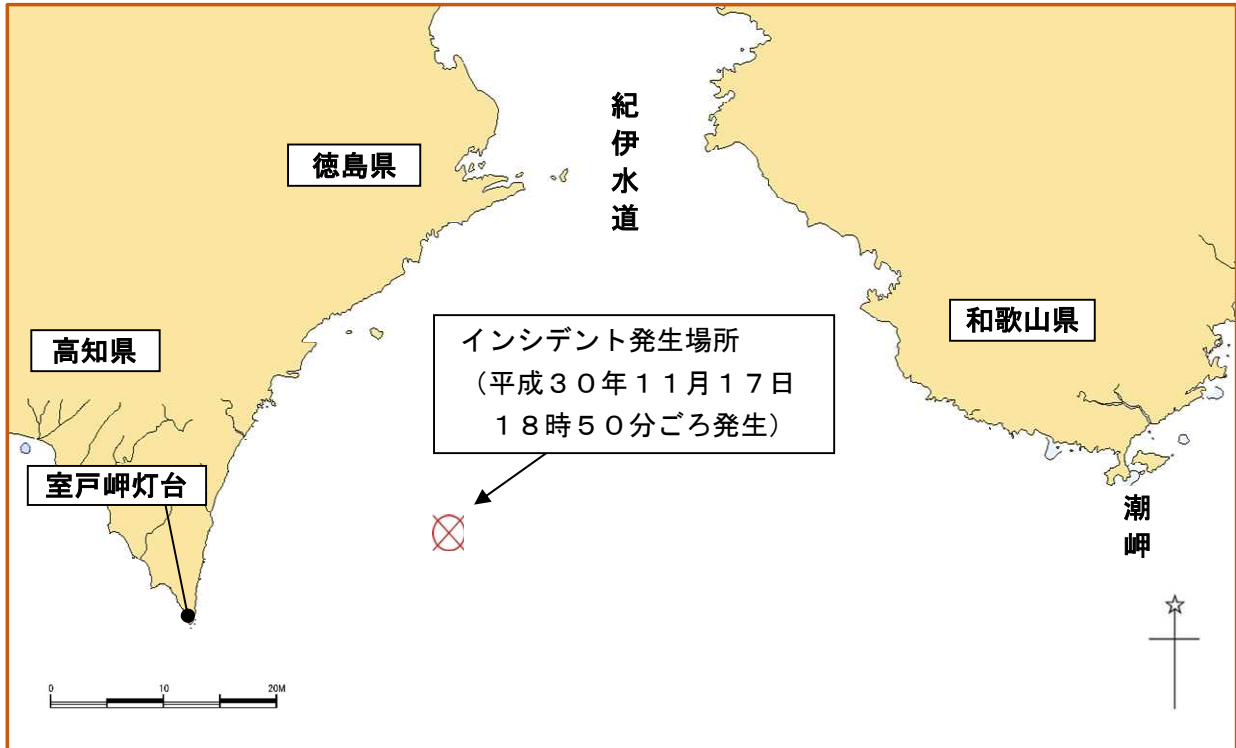 紀伊水道
徳島県
和歌山県
高知県
インシデント発生場所
（平成３０年１１月１７日
１８時５０分ごろ発生）
室戸岬灯台
潮岬
0 10 20M